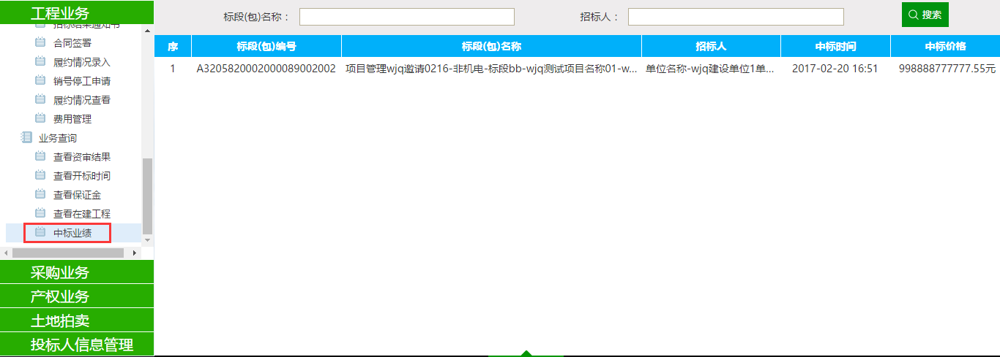 工程业务
招标结果通知书
合同签署
履约情况录入
销号停工申请
履约情况查看
费用管理
业务查询
查看资审结果
查看开标时间
查看保证金
查看在建工程
中标业绩
采购业务
产权业务
土地拍卖
投标人信息管理
标段(包)名称： 招标人： 搜索
序 标段(包)编号 标段(包)名称 招标人 中标时间 中标价格
1 A3205820002000089002002 项目管理wjq邀请0216-非机电-标段bb-wjq测试项目名称01-w... 单位名称-wjq建设单位1单... 2017-02-20 16:51 998888777777.55元